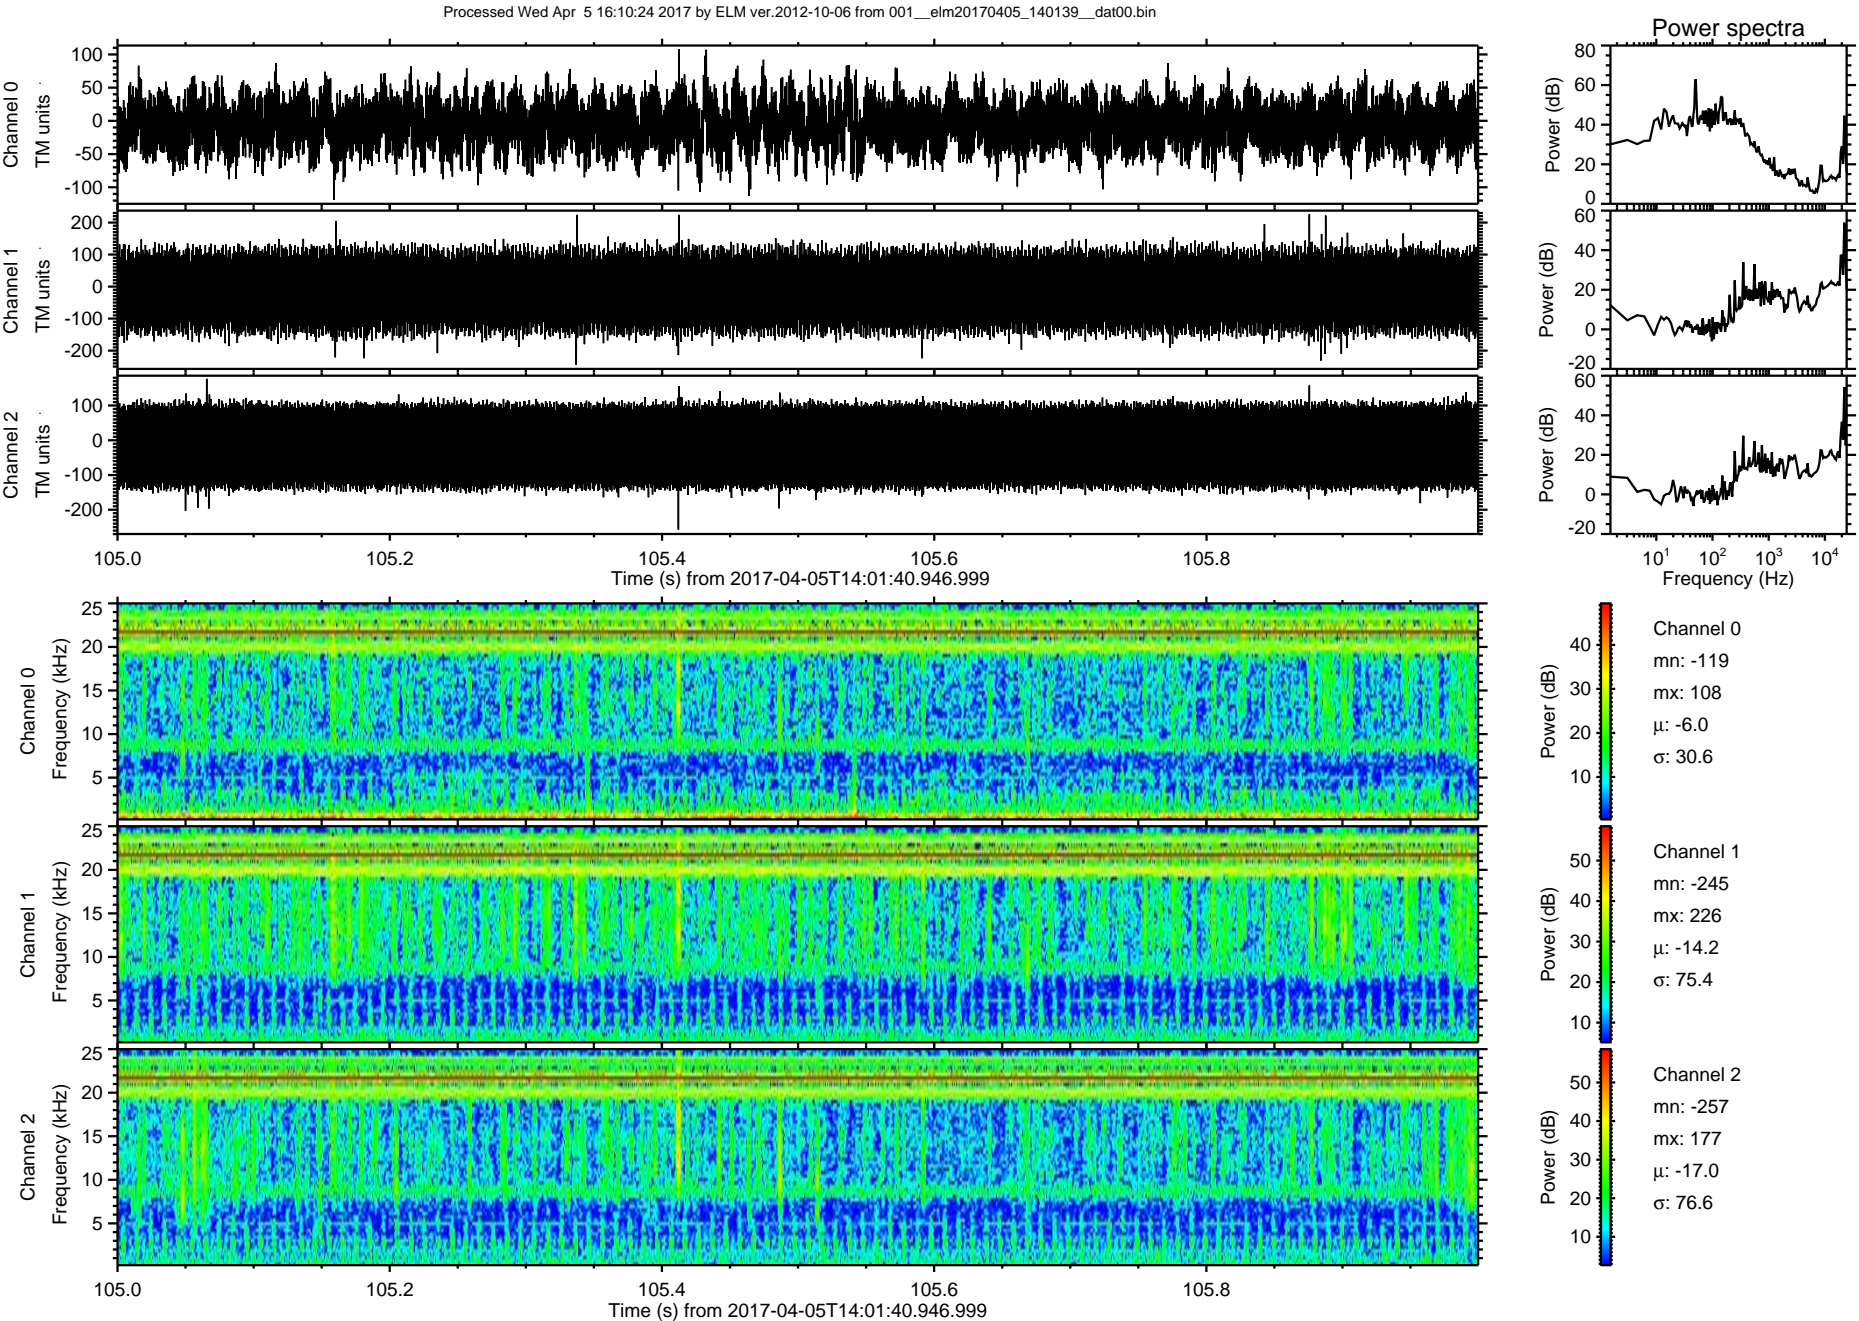 Processed Wed Apr 5 16:10:24 2017 by ELM ver.2012-10-06 from 001__elm20170405_140139__dat00.bin
Power spectra
Channel 0
TM units
100
50
0
-50
-100
Power (dB)
80
60
40
20
0
Channel 1
TM units
200
100
0
-100
-200
Power (dB)
60
40
20
0
-20
Channel 2
TM units
100
0
-100
-200
Power (dB)
60
40
20
0
-20
105.0 105.2 105.4 105.6 105.8
Time (s) from 2017-04-05T14:01:40.946.999
10¹ 10² 10³ 10⁴
Frequency (Hz)
Channel 0
Frequency (kHz)
25
20
15
10
5
Power (dB)
40
30
20
10
Channel 0
mn: -119
mx: 108
μ: -6.0
σ: 30.6
Channel 1
Frequency (kHz)
25
20
15
10
5
Power (dB)
50
40
30
20
10
Channel 1
mn: -245
mx: 226
μ: -14.2
σ: 75.4
Channel 2
Frequency (kHz)
25
20
15
10
5
Power (dB)
50
40
30
20
10
Channel 2
mn: -257
mx: 177
μ: -17.0
σ: 76.6
105.0 105.2 105.4 105.6 105.8
Time (s) from 2017-04-05T14:01:40.946.999